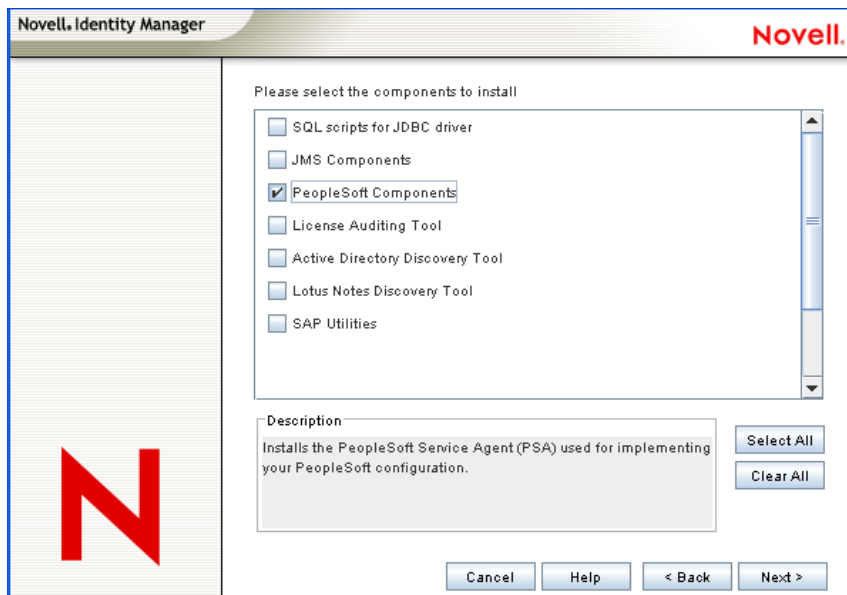 Novell. Identity Manager
Novell.
Please select the components to install
SQL scripts for JDBC driver
JMS Components
PeopleSoft Components
License Auditing Tool
Active Directory Discovery Tool
Lotus Notes Discovery Tool
SAP Utilities
Description
Installs the PeopleSoft Service Agent (PSA) used for implementing
your PeopleSoft configuration.
Select All
Clear All
N
Cancel Help < Back Next >